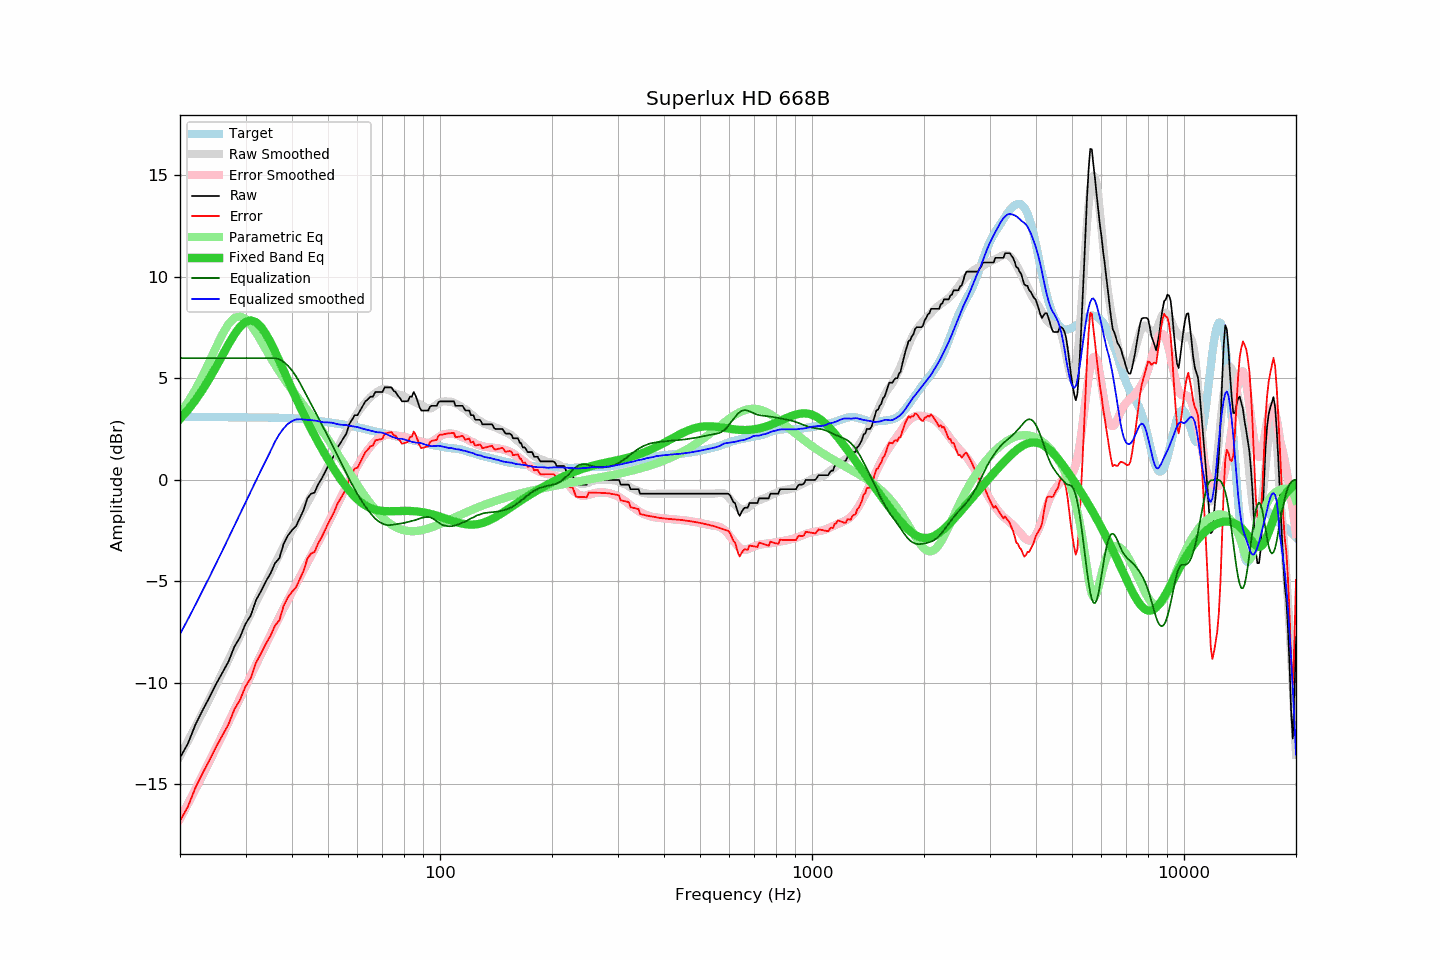 Superlux HD 668B
Target
Raw Smoothed
Error Smoothed
Raw
Error
Parametric Eq
Fixed Band Eq
Equalization
Equalized smoothed
15
10
5
0
−5
−10
−15
Amplitude (dBr)
100
1000
10000
Frequency (Hz)